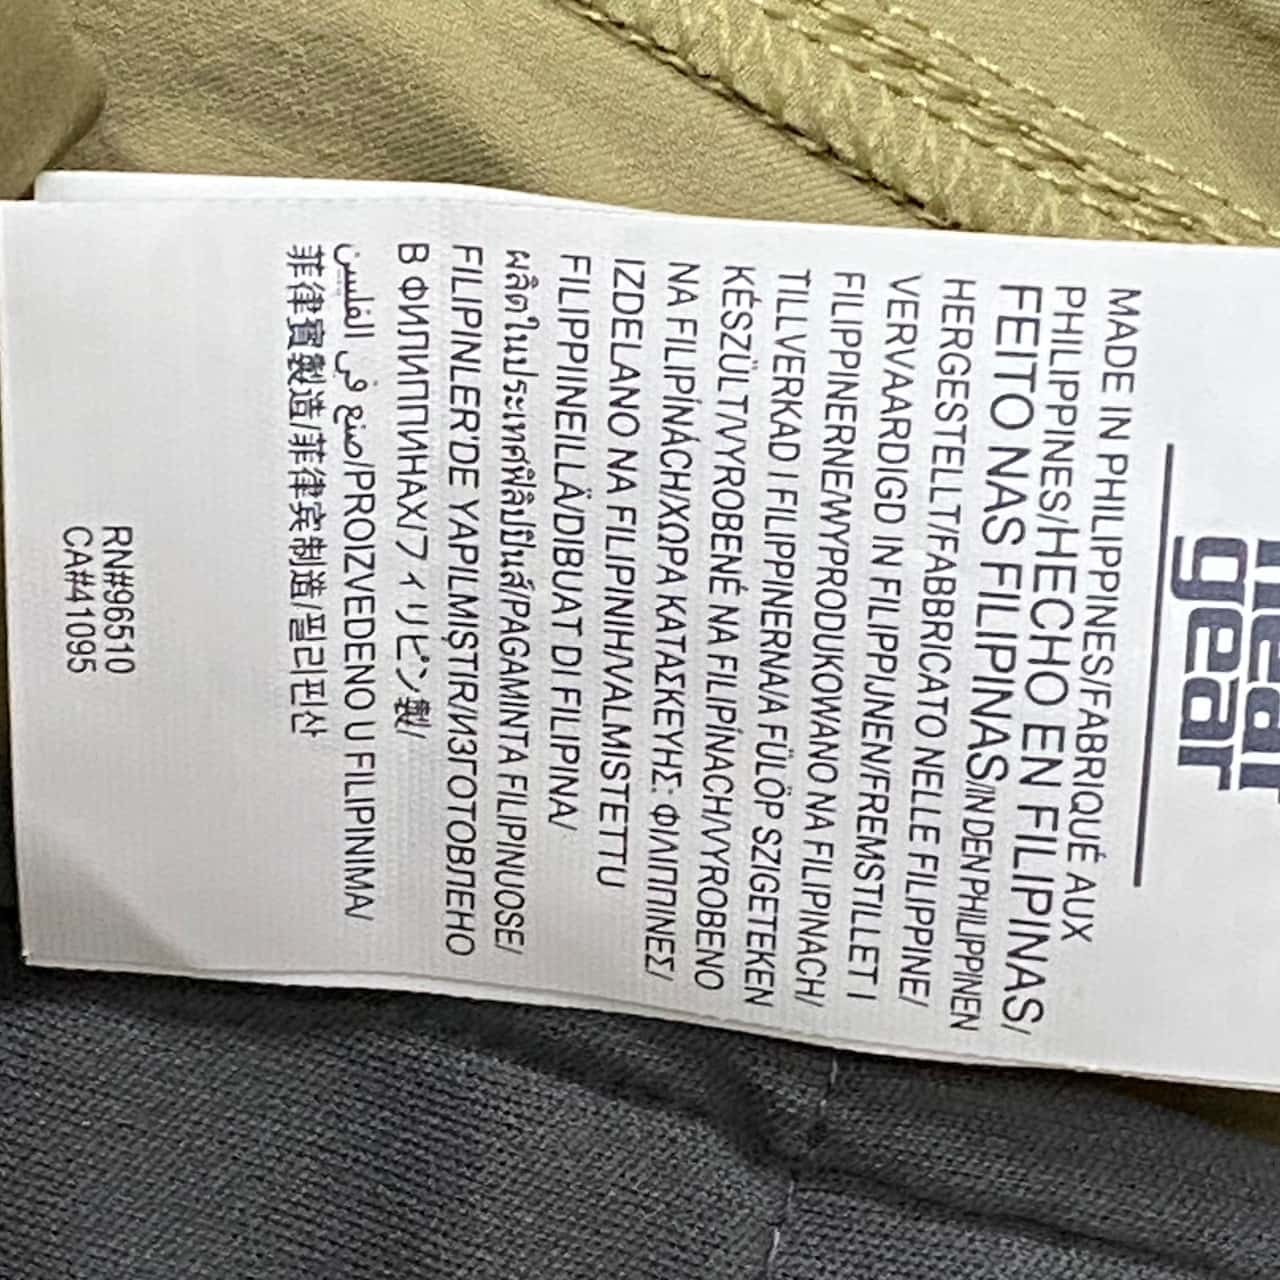 gear
MADE IN PHILIPPINES/FABRIQUÉ AUX
PHILIPPINES/HECHO EN FILIPINAS/
FEITO NAS FILIPINAS/IN DEN PHILIPPINEN
HERGESTELLT/FABBRICATO NELLE FILIPPINE/
VERVAARDIGD IN FILIPPIJNEN/FREMSTILLET I
FILIPPINERNE/WYPRODUKOWANO NA FILIPINACH/
TILLVERKAD I FILIPPINERNA/A FÜLÖP SZIGETEKEN
KÉSZÜLT/VYROBENÉ NA FILIPÍNACH/VYROBENO
NA FILIPÍNÁCH/ΧΩΡΑ ΚΑΤΑΣΚΕΥΗΣ: ΦΙΛΙΠΠΙΝΕΣ/
IZDELANO NA FILIPINIH/VALMISTETTU
FILIPPIINEILLÄ/DIBUAT DI FILIPINA/
ผลิตในประเทศฟิลิปปินส์/PAGAMINTA FILIPINUOSE/
FILIPINLER'DE YAPILMIŞTIR/ИЗГОТОВЛЕНО
В ФИЛИППИНАХ/フィリピン製/
صنع في الفلبين/PROIZVEDENO U FILIPINIMA/
菲律賓製造/菲律宾制造/필리핀산
RN#96510
CA#41095